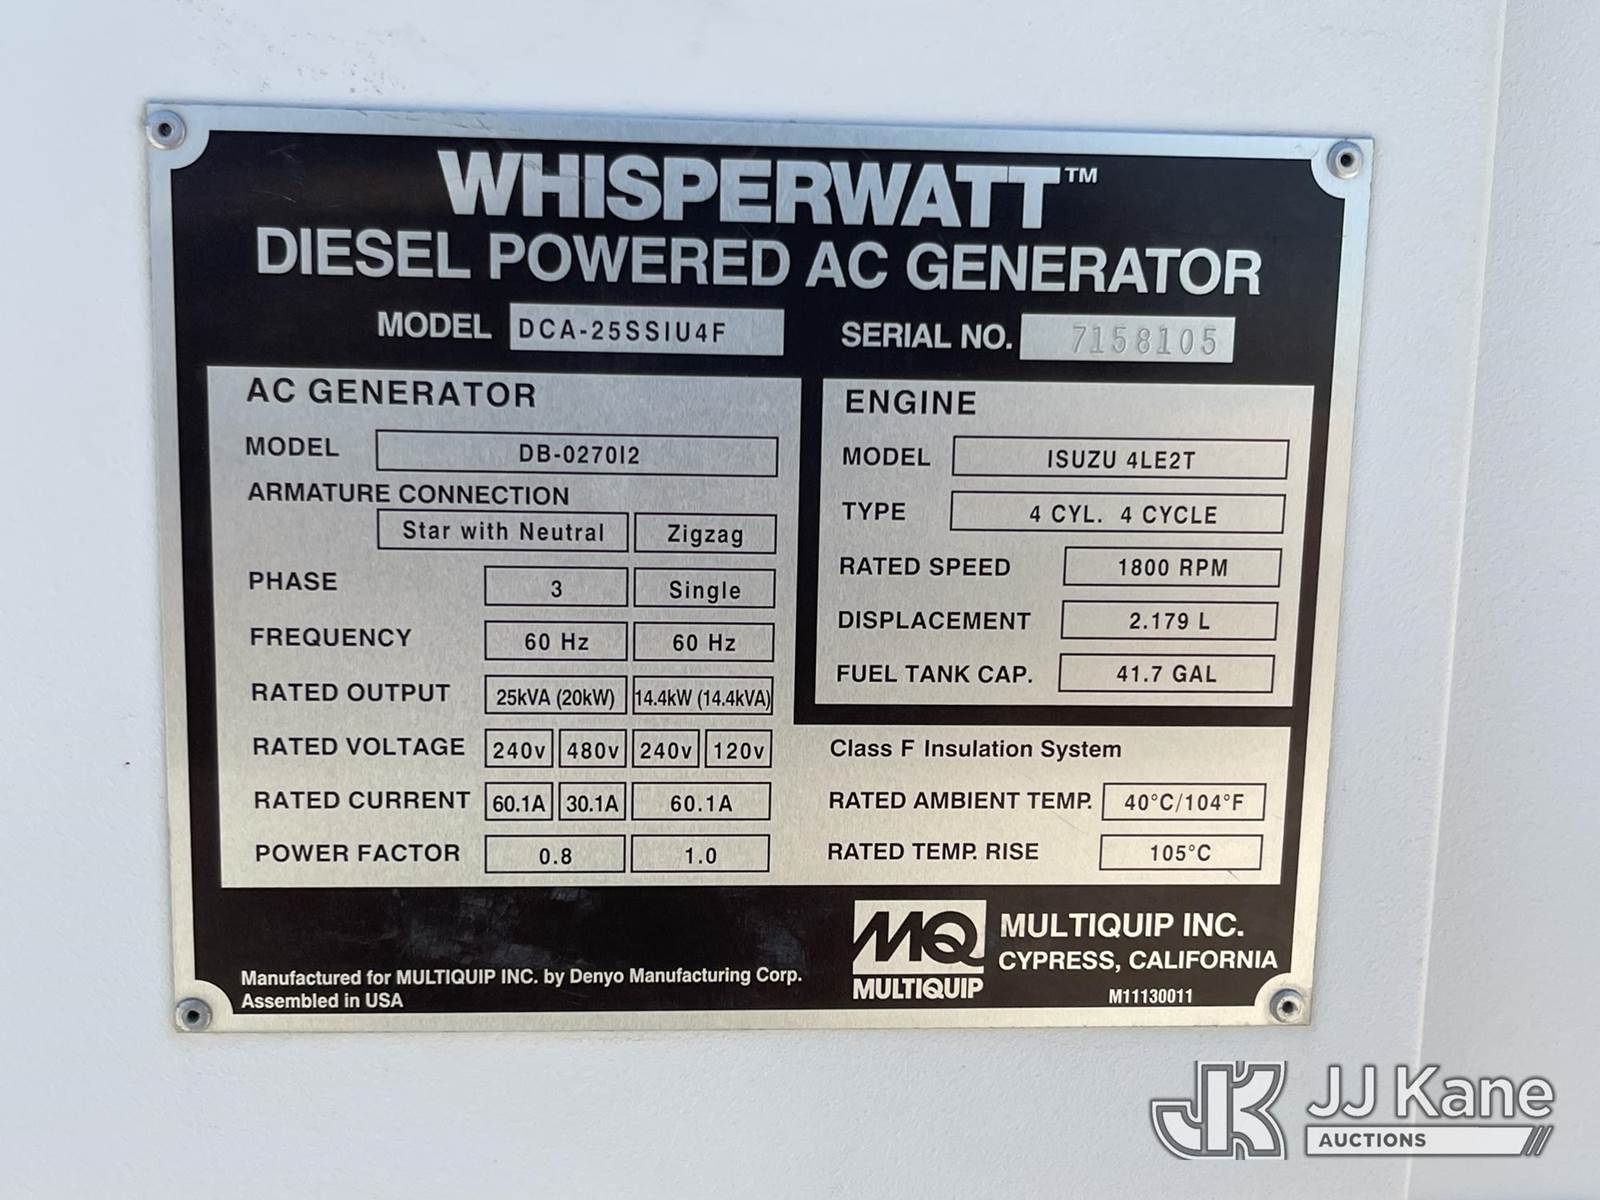 WHISPERWATT™
DIESEL POWERED AC GENERATOR
MODEL DCA-25SSIU4F SERIAL NO. 7158105
AC GENERATOR
MODEL DB-0270I2
ARMATURE CONNECTION
Star with Neutral Zigzag
PHASE 3 Single
FREQUENCY 60 Hz 60 Hz
RATED OUTPUT 25kVA (20kW) 14.4kW (14.4kVA)
RATED VOLTAGE 240v 480v 240v 120v
RATED CURRENT 60.1A 30.1A 60.1A
POWER FACTOR 0.8 1.0
ENGINE
MODEL ISUZU 4LE2T
TYPE 4 CYL. 4 CYCLE
RATED SPEED 1800 RPM
DISPLACEMENT 2.179 L
FUEL TANK CAP. 41.7 GAL
Class F Insulation System
RATED AMBIENT TEMP. 40°C/104°F
RATED TEMP. RISE 105°C
Manufactured for MULTIQUIP INC. by Denyo Manufacturing Corp.
Assembled in USA
MQ
MULTIQUIP
MULTIQUIP INC.
CYPRESS, CALIFORNIA
M11130011
JK JJ Kane
AUCTIONS